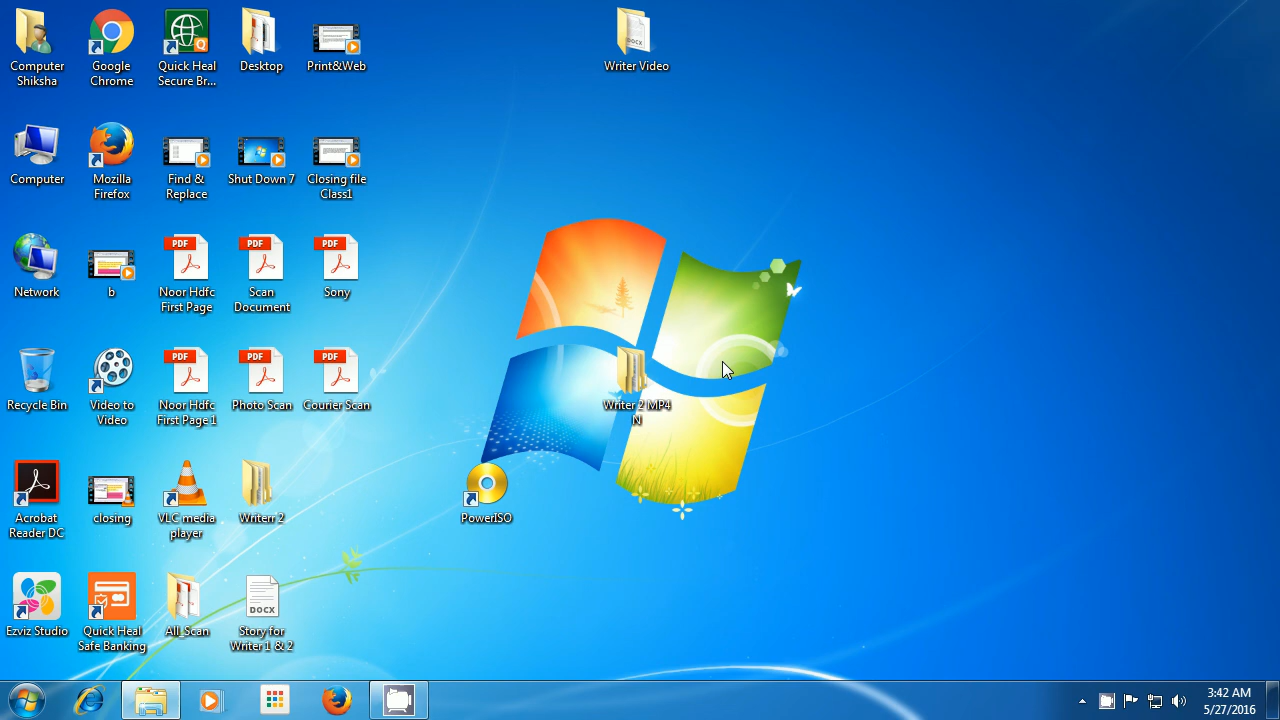 Computer
Shiksha
Google
Chrome
Quick Heal
Secure Br...
Desktop
Print&Web
Writer Video
DOCX
Computer
Mozilla
Firefox
Find &
Replace
Shut Down 7
Closing file
Class1
Network
b
PDF
Noor Hdfc
First Page
PDF
Scan
Document
PDF
Sony
Recycle Bin
Video to
Video
PDF
Noor Hdfc
First Page 1
PDF
Photo Scan
PDF
Courier Scan
Writer 2 MP4
N
Acrobat
Reader DC
closing
VLC media
player
Writerr 2
PowerISO
Ezviz Studio
Quick Heal
Safe Banking
All_Scan
DOCX
Story for
Writer 1 & 2
3:42 AM
5/27/2016